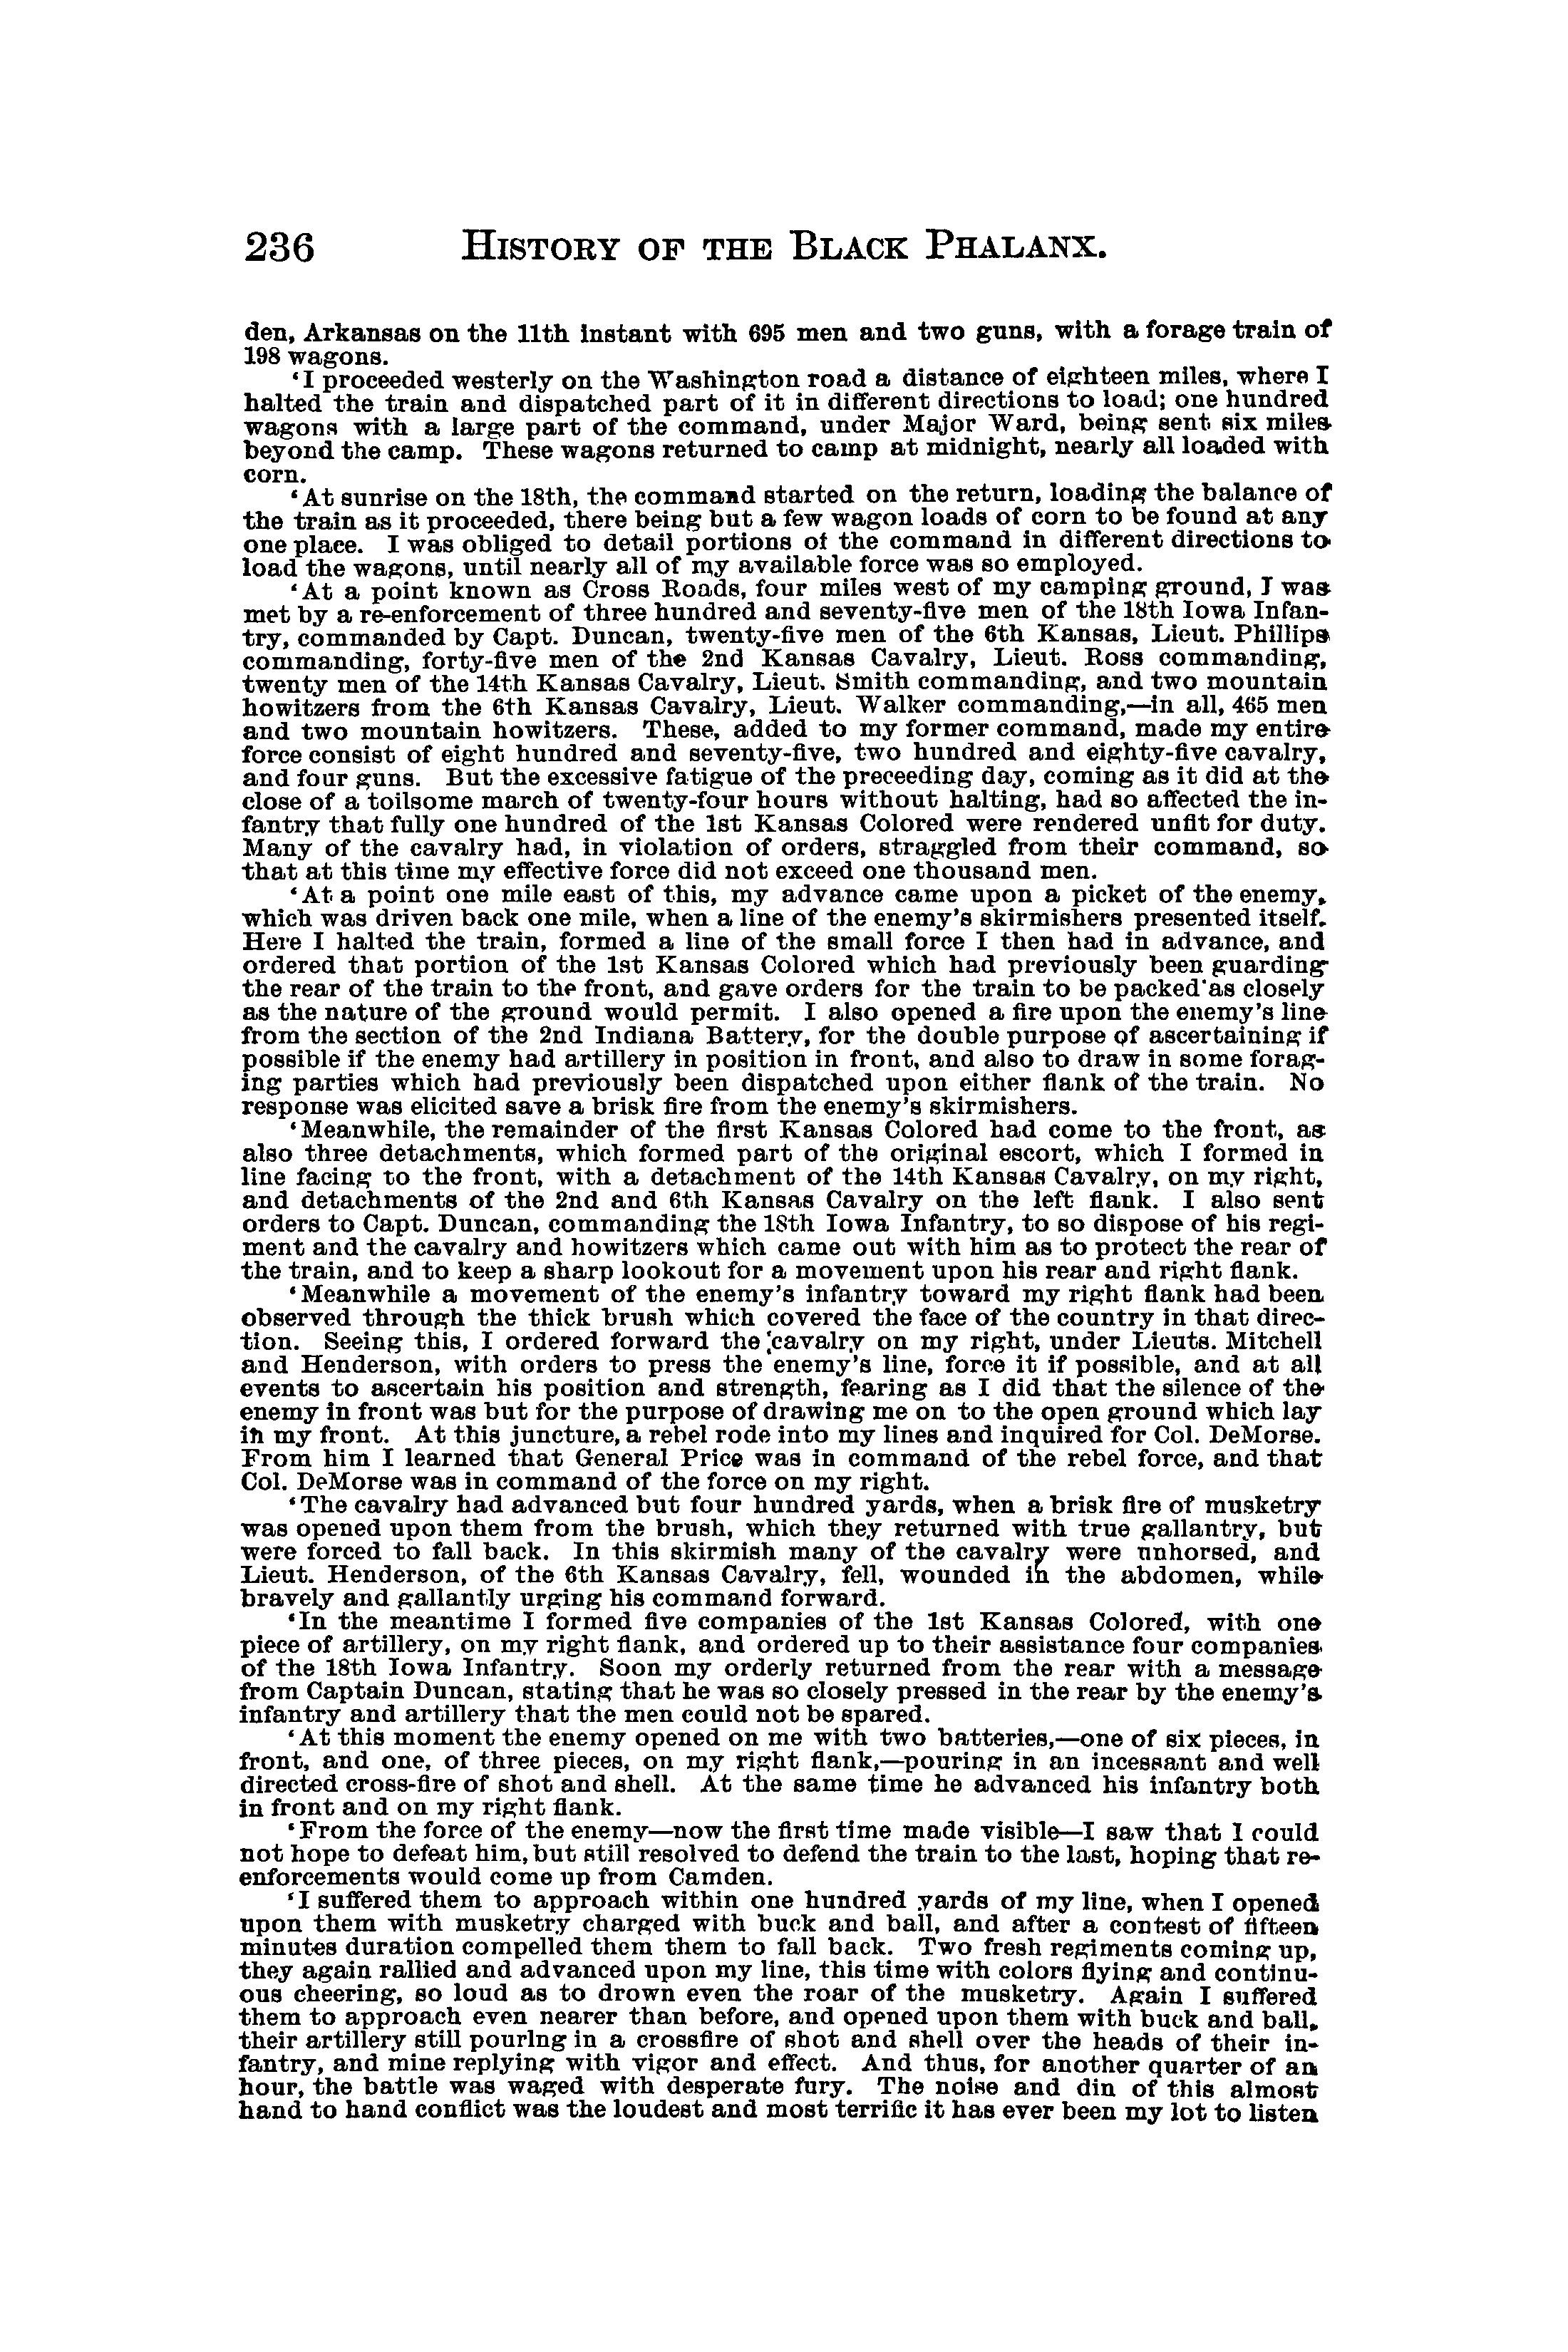 236 HISTORY OF THE BLACK PHALANX.
den, Arkansas on the 11th instant with 695 men and two guns, with a forage train of
198 wagons.
‘I proceeded westerly on the Washington road a distance of eighteen miles, where I
halted the train and dispatched part of it in different directions to load; one hundred
wagons with a large part of the command, under Major Ward, being sent six miles
beyond the camp. These wagons returned to camp at midnight, nearly all loaded with
corn.
‘At sunrise on the 18th, the command started on the return, loading the balance of
the train as it proceeded, there being but a few wagon loads of corn to be found at any
one place. I was obliged to detail portions of the command in different directions to
load the wagons, until nearly all of my available force was so employed.
‘At a point known as Cross Roads, four miles west of my camping ground, I was
met by a re-enforcement of three hundred and seventy-five men of the 18th Iowa Infan-
try, commanded by Capt. Duncan, twenty-five men of the 6th Kansas, Lieut. Phillips
commanding, forty-five men of the 2nd Kansas Cavalry, Lieut. Ross commanding,
twenty men of the 14th Kansas Cavalry, Lieut. Smith commanding, and two mountain
howitzers from the 6th Kansas Cavalry, Lieut. Walker commanding,—in all, 465 men
and two mountain howitzers. These, added to my former command, made my entire
force consist of eight hundred and seventy-five, two hundred and eighty-five cavalry,
and four guns. But the excessive fatigue of the preceeding day, coming as it did at the
close of a toilsome march of twenty-four hours without halting, had so affected the in-
fantry that fully one hundred of the 1st Kansas Colored were rendered unfit for duty.
Many of the cavalry had, in violation of orders, straggled from their command, so
that at this time my effective force did not exceed one thousand men.
‘At a point one mile east of this, my advance came upon a picket of the enemy,
which was driven back one mile, when a line of the enemy's skirmishers presented itself.
Here I halted the train, formed a line of the small force I then had in advance, and
ordered that portion of the 1st Kansas Colored which had previously been guarding
the rear of the train to the front, and gave orders for the train to be packed as closely
as the nature of the ground would permit. I also opened a fire upon the enemy's line
from the section of the 2nd Indiana Battery, for the double purpose of ascertaining if
possible if the enemy had artillery in position in front, and also to draw in some forag-
ing parties which had previously been dispatched upon either flank of the train. No
response was elicited save a brisk fire from the enemy's skirmishers.
‘Meanwhile, the remainder of the first Kansas Colored had come to the front, as
also three detachments, which formed part of the original escort, which I formed in
line facing to the front, with a detachment of the 14th Kansas Cavalry, on my right,
and detachments of the 2nd and 6th Kansas Cavalry on the left flank. I also sent
orders to Capt. Duncan, commanding the 18th Iowa Infantry, to so dispose of his regi-
ment and the cavalry and howitzers which came out with him as to protect the rear of
the train, and to keep a sharp lookout for a movement upon his rear and right flank.
‘Meanwhile a movement of the enemy's infantry toward my right flank had been
observed through the thick brush which covered the face of the country in that direc-
tion. Seeing this, I ordered forward the cavalry on my right, under Lieuts. Mitchell
and Henderson, with orders to press the enemy's line, force it if possible, and at all
events to ascertain his position and strength, fearing as I did that the silence of the
enemy in front was but for the purpose of drawing me on to the open ground which lay
in my front. At this juncture, a rebel rode into my lines and inquired for Col. DeMorse.
From him I learned that General Price was in command of the rebel force, and that
Col. DeMorse was in command of the force on my right.
‘The cavalry had advanced but four hundred yards, when a brisk fire of musketry
was opened upon them from the brush, which they returned with true gallantry, but
were forced to fall back. In this skirmish many of the cavalry were unhorsed, and
Lieut. Henderson, of the 6th Kansas Cavalry, fell, wounded in the abdomen, while
bravely and gallantly urging his command forward.
‘In the meantime I formed five companies of the 1st Kansas Colored, with one
piece of artillery, on my right flank, and ordered up to their assistance four companies
of the 18th Iowa Infantry. Soon my orderly returned from the rear with a message
from Captain Duncan, stating that he was so closely pressed in the rear by the enemy's
infantry and artillery that the men could not be spared.
‘At this moment the enemy opened on me with two batteries,—one of six pieces, in
front, and one, of three pieces, on my right flank,—pouring in an incessant and well
directed cross-fire of shot and shell. At the same time he advanced his infantry both
in front and on my right flank.
‘From the force of the enemy—now the first time made visible—I saw that I could
not hope to defeat him, but still resolved to defend the train to the last, hoping that re-
enforcements would come up from Camden.
‘I suffered them to approach within one hundred yards of my line, when I opened
upon them with musketry charged with buck and ball, and after a contest of fifteen
minutes duration compelled them them to fall back. Two fresh regiments coming up,
they again rallied and advanced upon my line, this time with colors flying and continu-
ous cheering, so loud as to drown even the roar of the musketry. Again I suffered
them to approach even nearer than before, and opened upon them with buck and ball,
their artillery still pouring in a crossfire of shot and shell over the heads of their in-
fantry, and mine replying with vigor and effect. And thus, for another quarter of an
hour, the battle was waged with desperate fury. The noise and din of this almost
hand to hand conflict was the loudest and most terrific it has ever been my lot to listen